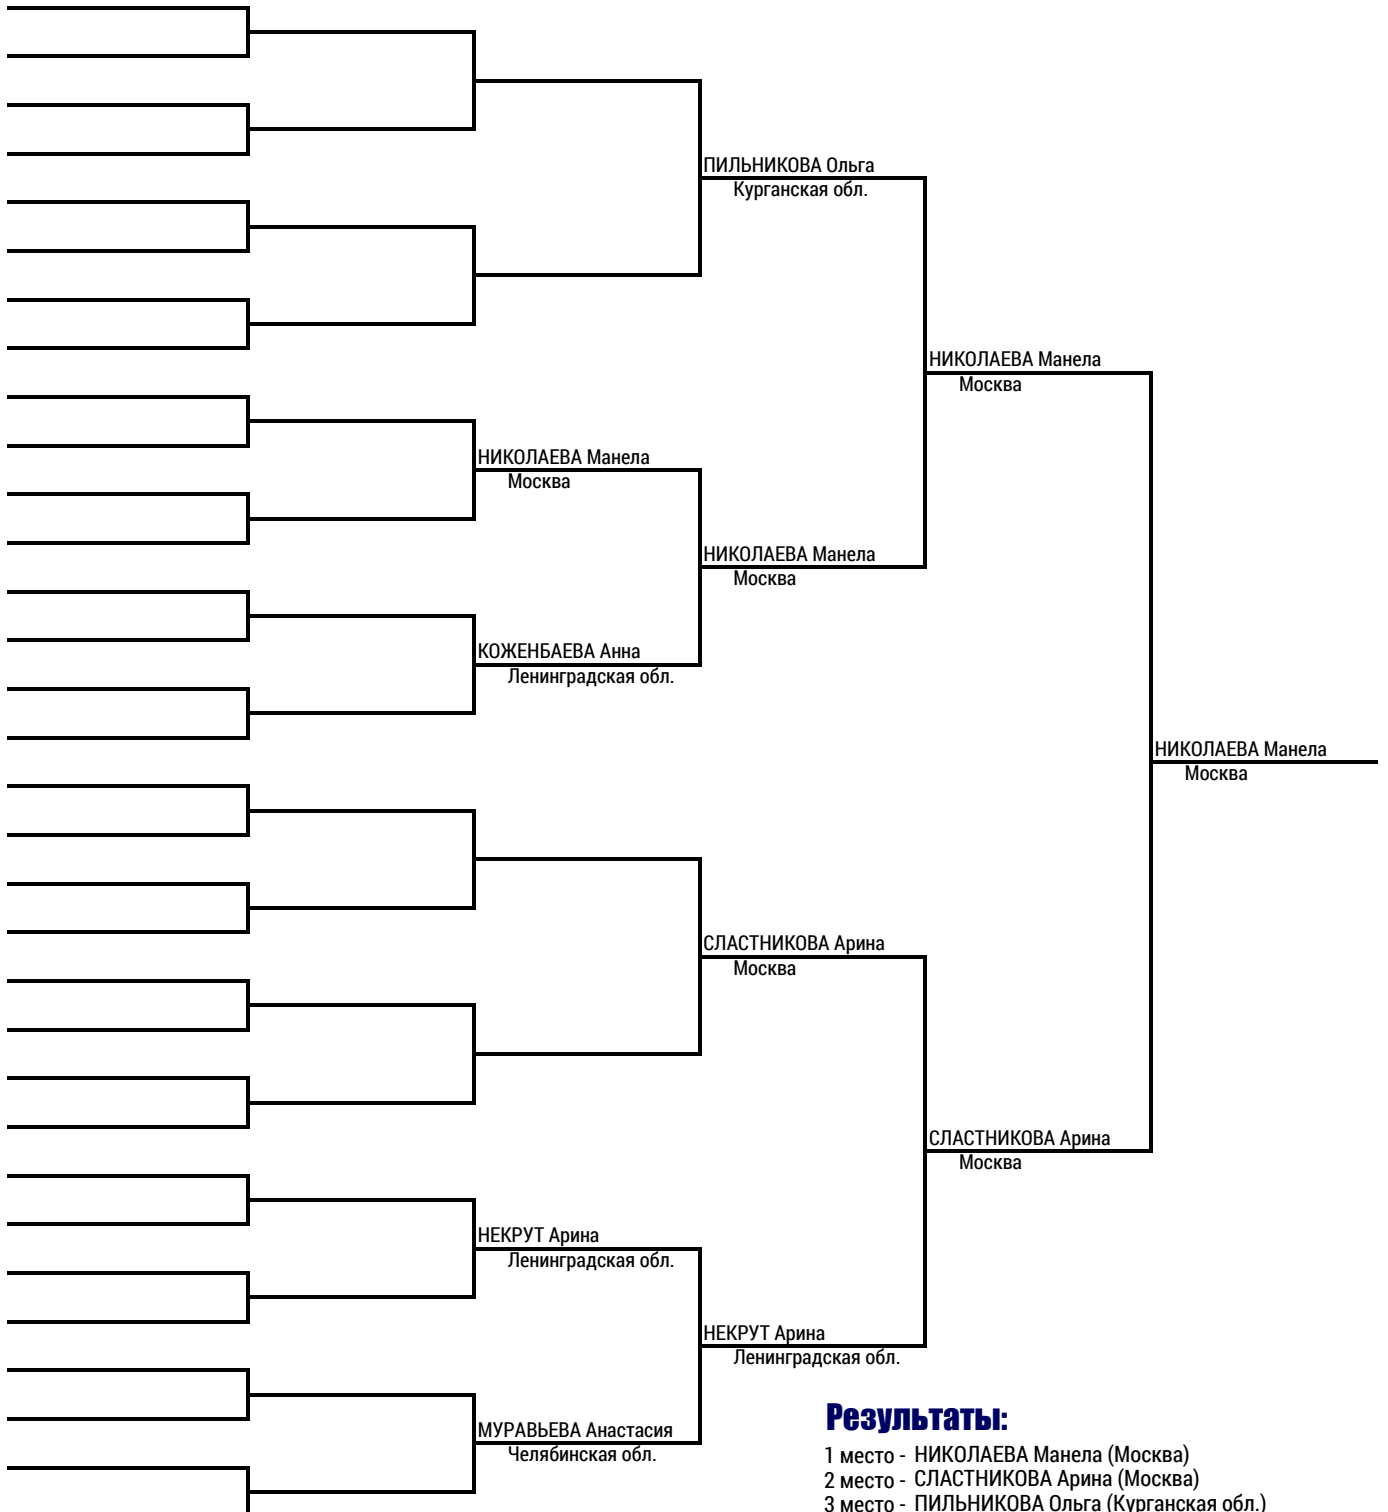 ПИЛЬНИКОВА Ольга
Курганская обл.
НИКОЛАЕВА Манела
Москва
НИКОЛАЕВА Манела
Москва
НИКОЛАЕВА Манела
Москва
КОЖЕНБАЕВА Анна
Ленинградская обл.
НИКОЛАЕВА Манела
Москва
СЛАСТНИКОВА Арина
Москва
СЛАСТНИКОВА Арина
Москва
НЕКРУТ Арина
Ленинградская обл.
НЕКРУТ Арина
Ленинградская обл.
МУРАВЬЕВА Анастасия
Челябинская обл.
Результаты:
1 место - НИКОЛАЕВА Манела (Москва)
2 место - СЛАСТНИКОВА Арина (Москва)
3 место - ПИЛЬНИКОВА Ольга (Курганская обл.)